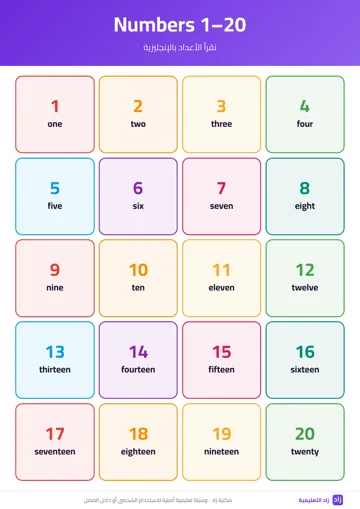 Numbers 1–20
نقرأ الأعداد بالإنجليزية
1 2 3 4
one two three four
5 6 7 8
five six seven eight
9 10 11 12
nine ten eleven twelve
13 14 15 16
thirteen fourteen fifteen sixteen
17 18 19 20
seventeen eighteen nineteen twenty
زاد زاد التعليمية
مكتبة زاد · وسيلة تعليمية أصلية للاستخدام الشخصي أو داخل الفصل